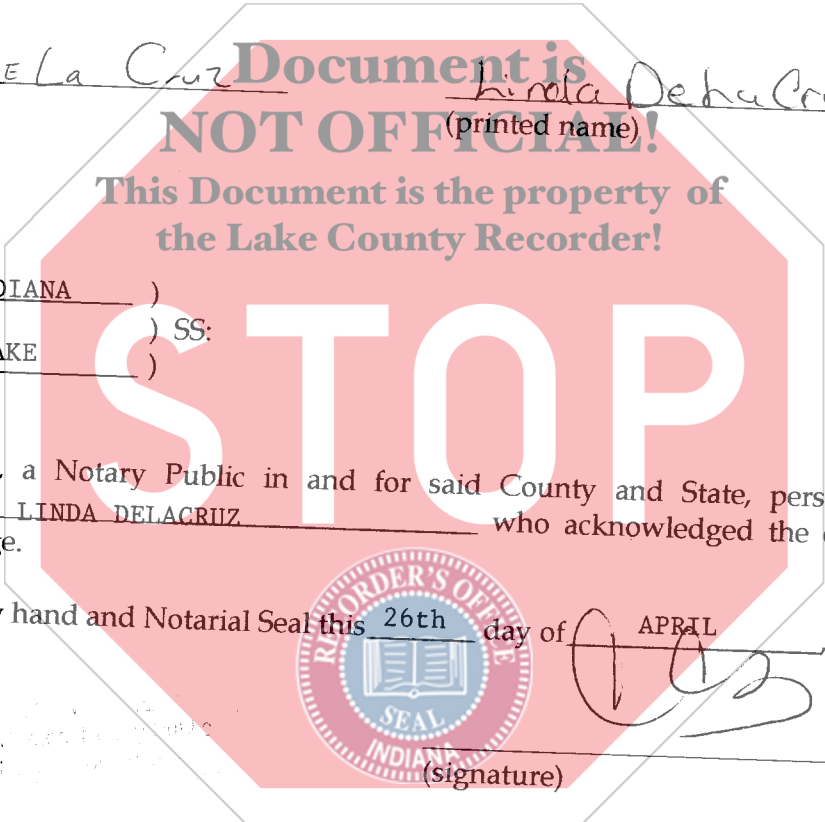 E La Cruz Document is Linda DeLaCru
NOT OFFICIAL!
(printed name)
This Document is the property of
the Lake County Recorder!
DIANA )
) SS:
AKE )
STOP
, a Notary Public in and for said County and State, pers
LINDA DELACRUZ who acknowledged the
ge.
hand and Notarial Seal this 26th day of APRIL ,
RECORDER'S OFFICE
SEAL
INDIANA
(signature)